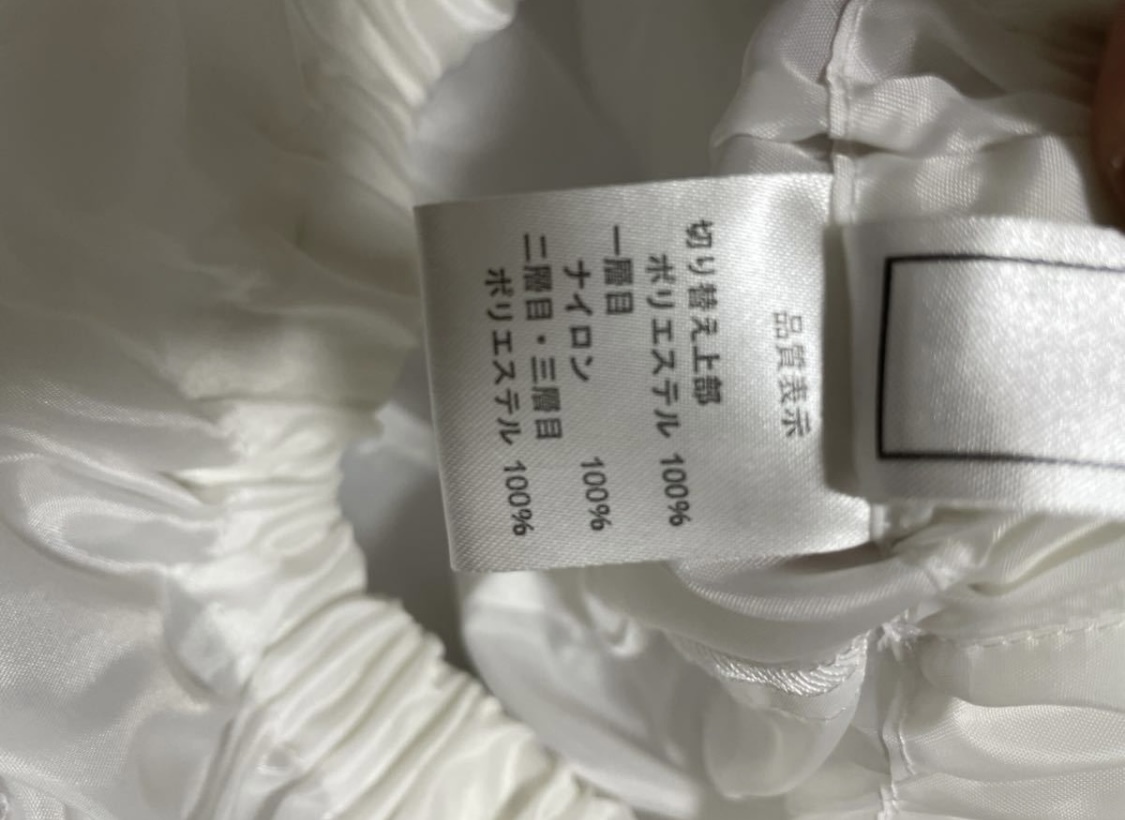 品質表示
切り替え上部
ポリエステル 100%
一層目
ナイロン 100%
二層目・三層目
ポリエステル 100%